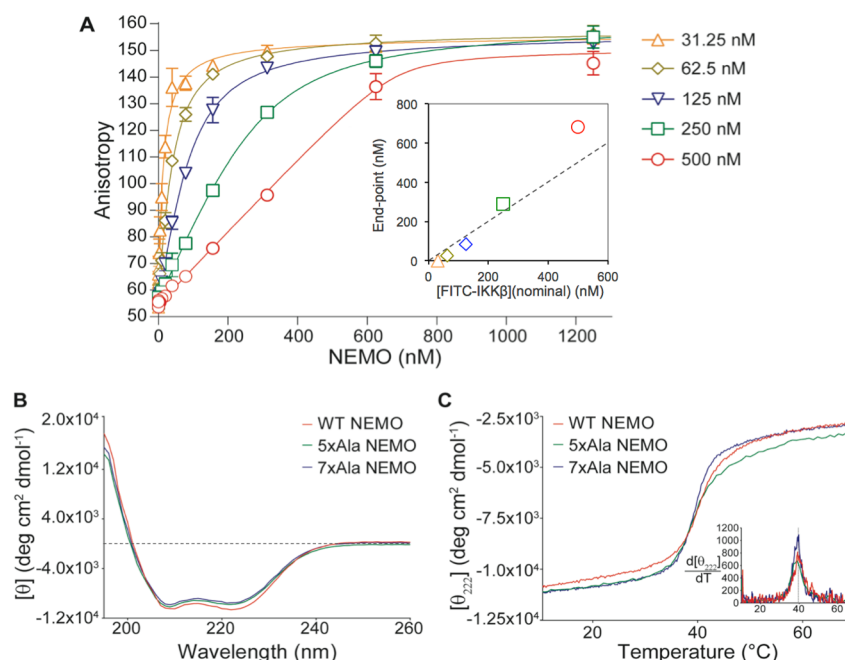 A
160
150
140
130
120
110
100
90
80
70
60
50
Anisotropy
0
200
400
600
800
1000
1200
NEMO (nM)
31.25 nM
62.5 nM
125 nM
250 nM
500 nM
800
600
400
200
0
End-point (nM)
0
200
400
600
[FITC-IKKβ](nominal) (nM)
B
2.0x10⁴
1.2x10⁴
4.0x10³
-4.0x10³
-1.2x10⁴
[θ] (deg cm² dmol⁻¹)
WT NEMO
5xAla NEMO
7xAla NEMO
200
220
240
260
Wavelength (nm)
C
-2.5x10³
-5.0x10³
-7.5x10³
-1.0x10⁴
-1.25x10⁴
[θ₂₂₂] (deg cm² dmol⁻¹)
WT NEMO
5xAla NEMO
7xAla NEMO
1200
1000
800
600
400
200
0
d[θ₂₂₂]
dT
20
40
60
20
40
60
Temperature (°C)